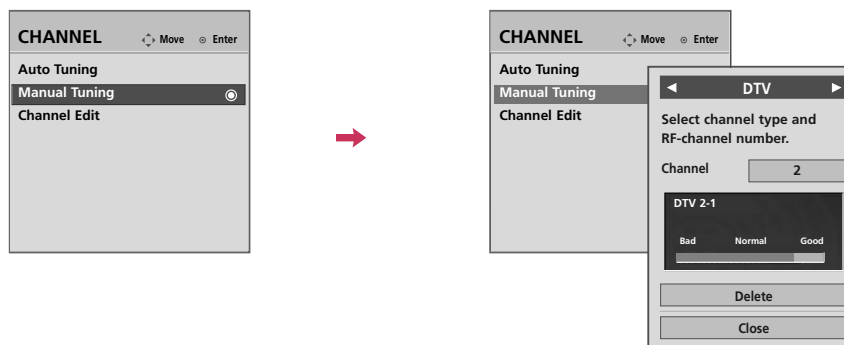 CHANNEL Move Enter
Auto Tuning
Manual Tuning
Channel Edit
CHANNEL Move Enter
Auto Tuning
Manual Tuning
Channel Edit
◀ DTV ▶
Select channel type and
RF-channel number.
Channel 2
DTV 2-1
Bad Normal Good
Delete
Close